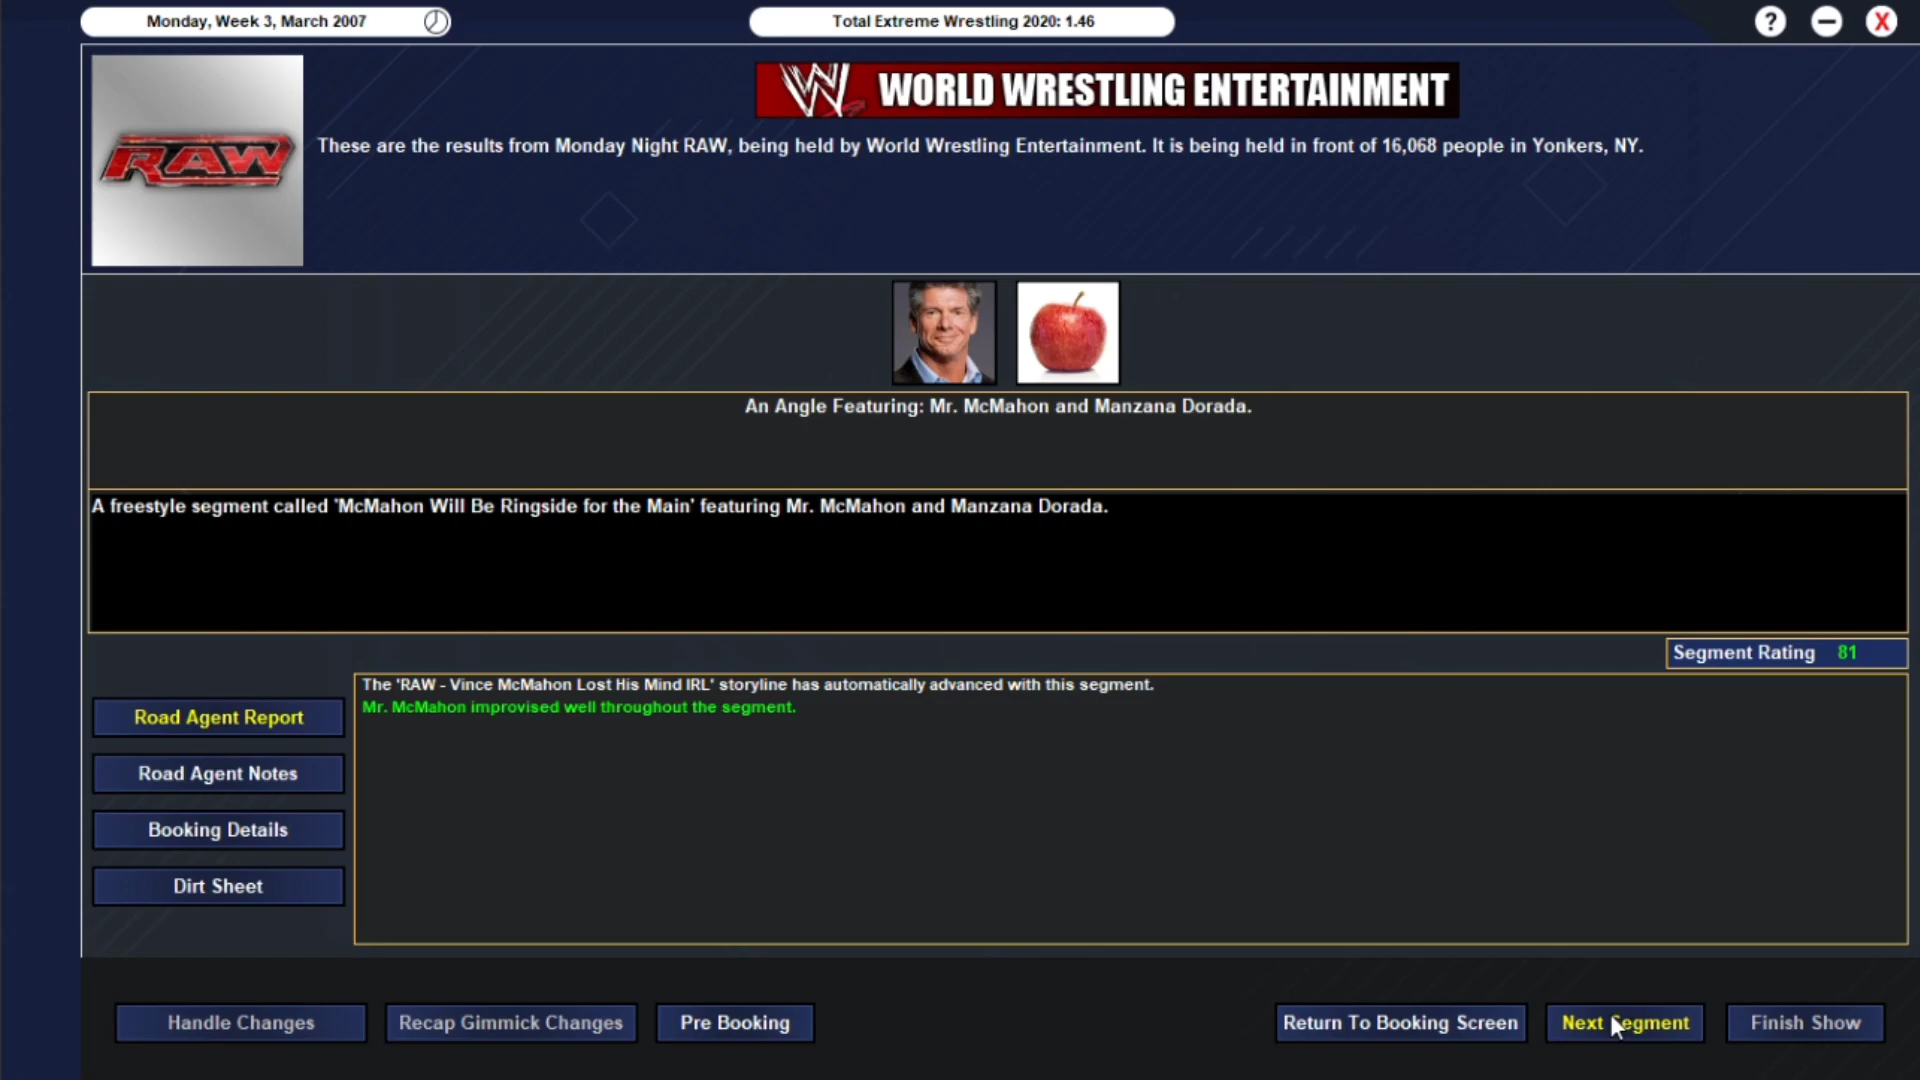 Monday, Week 3, March 2007
Total Extreme Wrestling 2020: 1.46
?
X
W WORLD WRESTLING ENTERTAINMENT
RAW
These are the results from Monday Night RAW, being held by World Wrestling Entertainment. It is being held in front of 16,068 people in Yonkers, NY.
An Angle Featuring: Mr. McMahon and Manzana Dorada.
A freestyle segment called 'McMahon Will Be Ringside for the Main' featuring Mr. McMahon and Manzana Dorada.
Segment Rating 81
The 'RAW - Vince McMahon Lost His Mind IRL' storyline has automatically advanced with this segment.
Mr. McMahon improvised well throughout the segment.
Road Agent Report
Road Agent Notes
Booking Details
Dirt Sheet
Handle Changes
Recap Gimmick Changes
Pre Booking
Return To Booking Screen
Next Segment
Finish Show